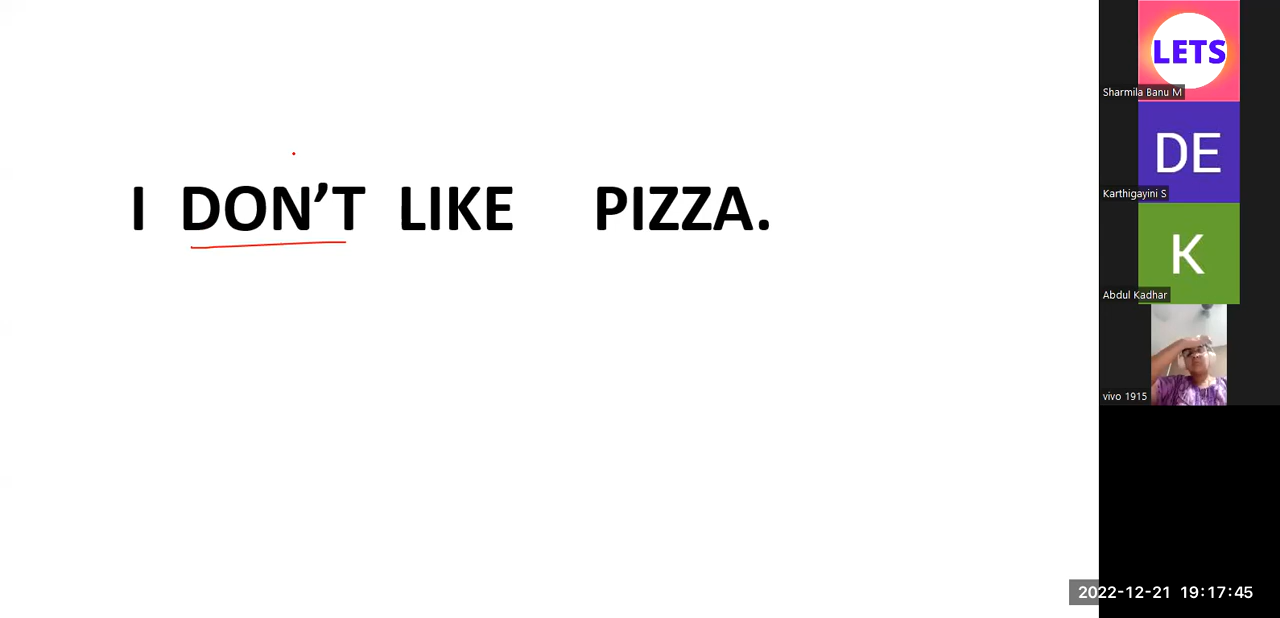 I DON’T LIKE PIZZA.
LETS
Sharmila Banu M
DE
Karthigayini S
K
Abdul Kadhar
vivo 1915
2022-12-21 19:17:45